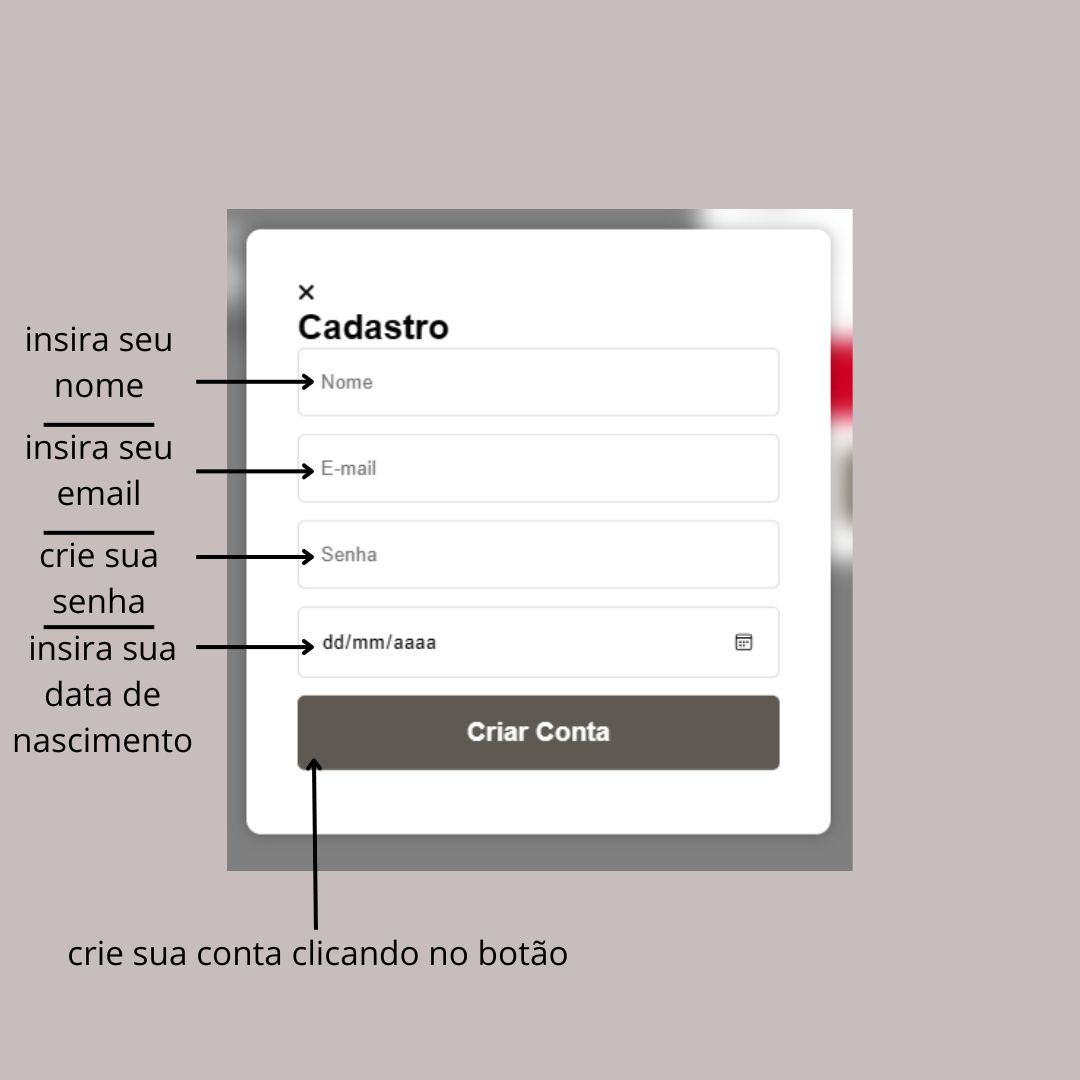 Cadastro
insira seu
nome
Nome
insira seu
email
E-mail
crie sua
senha
Senha
insira sua
data de
nascimento
dd/mm/aaaa
Criar Conta
crie sua conta clicando no botão